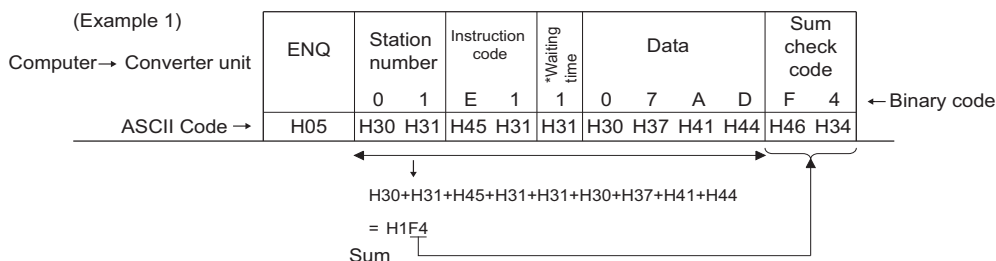 (Example 1)
Computer→ Converter unit
ENQ
Station number
Instruction code
*Waiting time
Data
Sum check code
0 1 E 1 1 0 7 A D F 4
←Binary code
ASCII Code →
H05 H30 H31 H45 H31 H31 H30 H37 H41 H44 H46 H34
H30+H31+H45+H31+H31+H30+H37+H41+H44
= H1F4
Sum